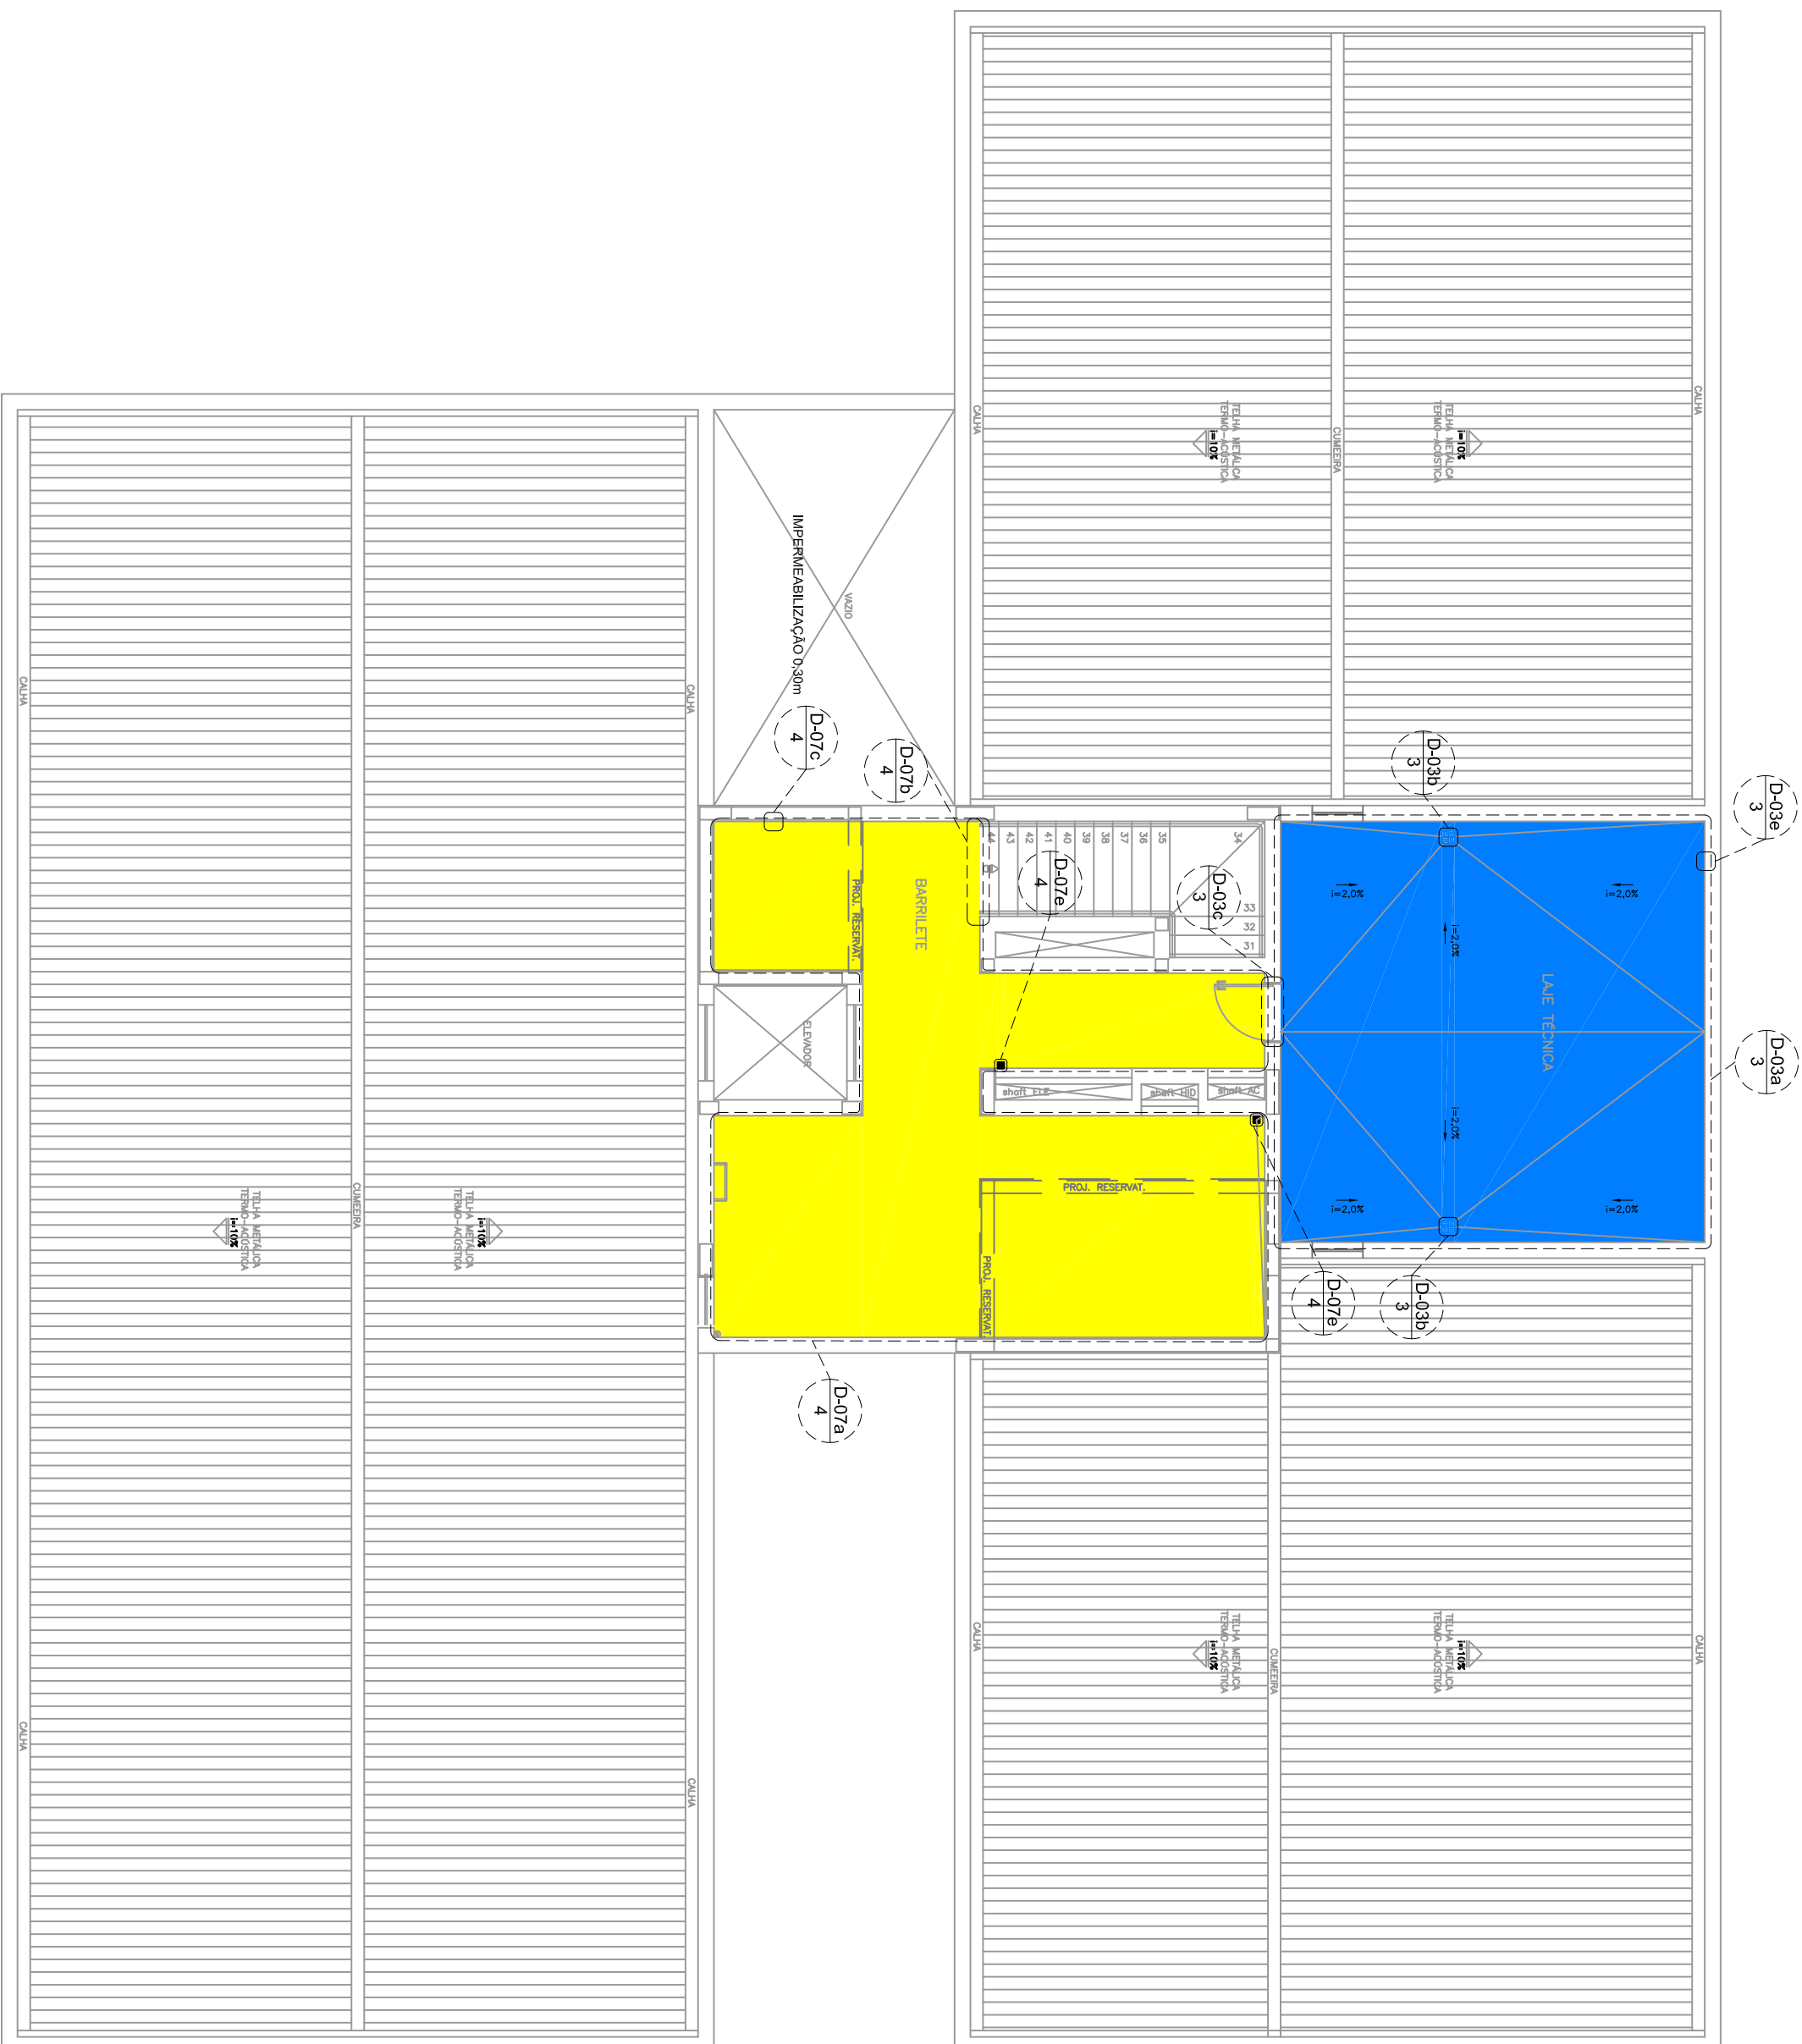 D-03e
3
D-03a
3
CALHA
CALHA
LAJE TÉCNICA
i=2,0%
i=2,0%
i=2,0%
i=2,0%
i=2,0%
i=2,0%
D-03b
3
D-03b
3
TELHA METÁLICA
TERMO-ACÚSTICA
i=10%
TELHA METÁLICA
TERMO-ACÚSTICA
i=10%
CUMEEIRA
CUMEEIRA
D-07e
4
TELHA METÁLICA
TERMO-ACÚSTICA
i=10%
TELHA METÁLICA
TERMO-ACÚSTICA
i=10%
D-03c
3
34
33
32
31
35
36
37
38
39
40
41
42
43
44
shaft AC
shaft HID
shaft ELE
PROJ. RESERVAT.
D-07e
4
CALHA
CALHA
PROJ. RESERVAT.
BARRILETE
D-07b
4
PROJ. RESERVAT.
VAZIO
D-07a
4
ELEVADOR
D-07c
4
IMPERMEABILIZAÇÃO 0,30m
CALHA
CALHA
TELHA METÁLICA
TERMO-ACÚSTICA
i=10%
CUMEEIRA
TELHA METÁLICA
TERMO-ACÚSTICA
i=10%
CALHA
CALHA